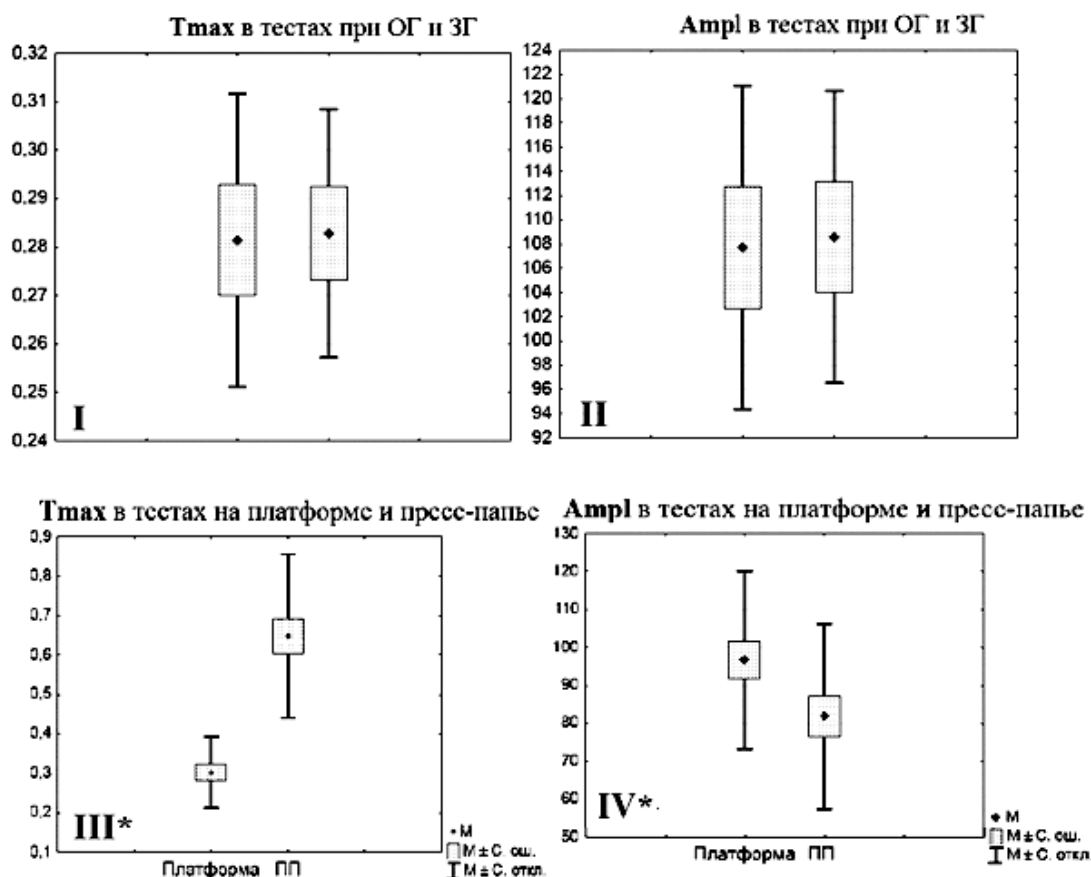 Tmax в тестах при ОГ и ЗГ
0,32
0,31
0,30
0,29
0,28
0,27
0,26
0,25
0,24
I
Ampl в тестах при ОГ и ЗГ
124
122
120
118
116
114
112
110
108
106
104
102
100
98
96
94
92
II
Tmax в тестах на платформе и пресс-папье
0,9
0,8
0,7
0,6
0,5
0,4
0,3
0,2
0,1
III*
Платформа ПП
M
M ± С. ош.
M ± С. откл.
Ampl в тестах на платформе и пресс-папье
130
120
110
100
90
80
70
60
50
IV*
Платформа ПП
M
M ± С. ош.
M ± С. откл.